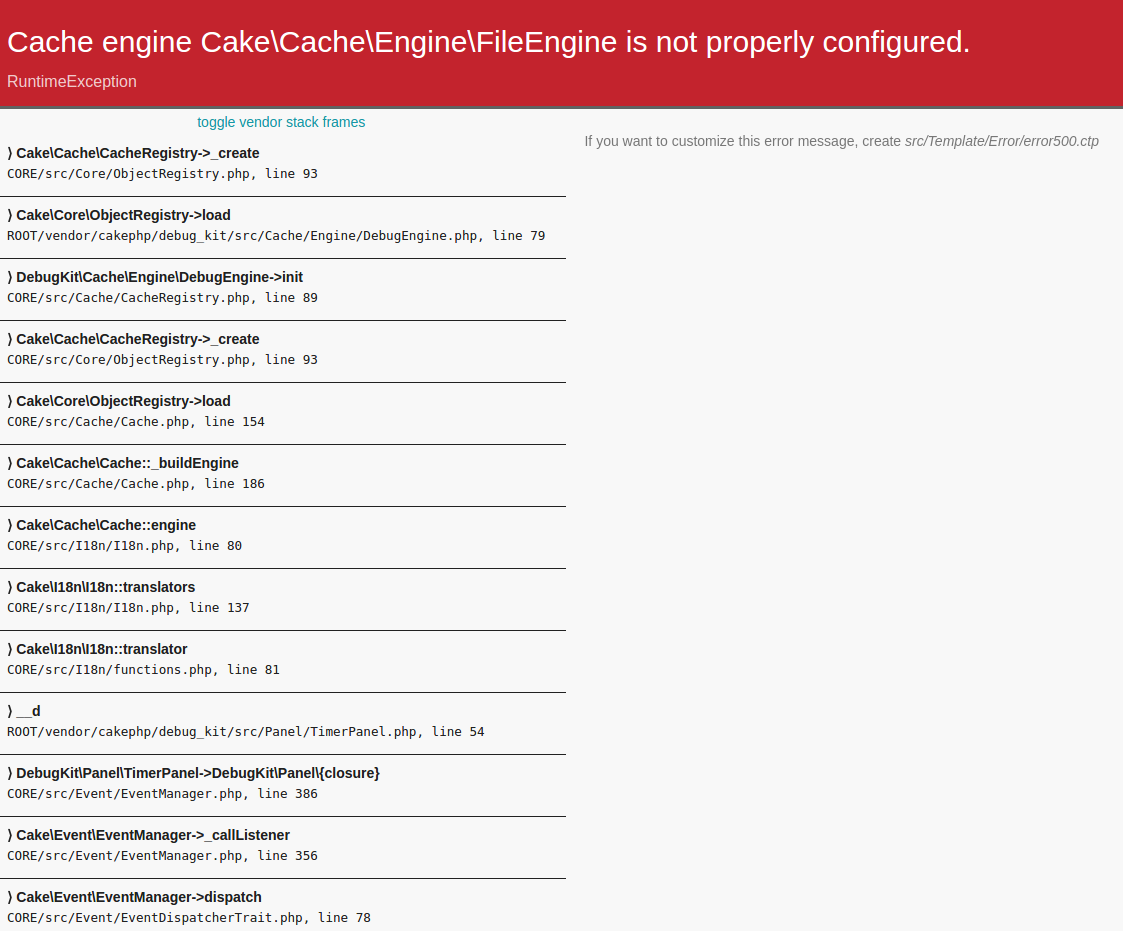 Cache engine Cake\Cache\Engine\FileEngine is not properly configured.
RuntimeException
toggle vendor stack frames
If you want to customize this error message, create src/Template/Error/error500.ctp
⟩ Cake\Cache\CacheRegistry->_create
CORE/src/Core/ObjectRegistry.php, line 93
⟩ Cake\Core\ObjectRegistry->load
ROOT/vendor/cakephp/debug_kit/src/Cache/Engine/DebugEngine.php, line 79
⟩ DebugKit\Cache\Engine\DebugEngine->init
CORE/src/Cache/CacheRegistry.php, line 89
⟩ Cake\Cache\CacheRegistry->_create
CORE/src/Core/ObjectRegistry.php, line 93
⟩ Cake\Core\ObjectRegistry->load
CORE/src/Cache/Cache.php, line 154
⟩ Cake\Cache\Cache::_buildEngine
CORE/src/Cache/Cache.php, line 186
⟩ Cake\Cache\Cache::engine
CORE/src/I18n/I18n.php, line 80
⟩ Cake\I18n\I18n::translators
CORE/src/I18n/I18n.php, line 137
⟩ Cake\I18n\I18n::translator
CORE/src/I18n/functions.php, line 81
⟩ __d
ROOT/vendor/cakephp/debug_kit/src/Panel/TimerPanel.php, line 54
⟩ DebugKit\Panel\TimerPanel->DebugKit\Panel\{closure}
CORE/src/Event/EventManager.php, line 386
⟩ Cake\Event\EventManager->_callListener
CORE/src/Event/EventManager.php, line 356
⟩ Cake\Event\EventManager->dispatch
CORE/src/Event/EventDispatcherTrait.php, line 78